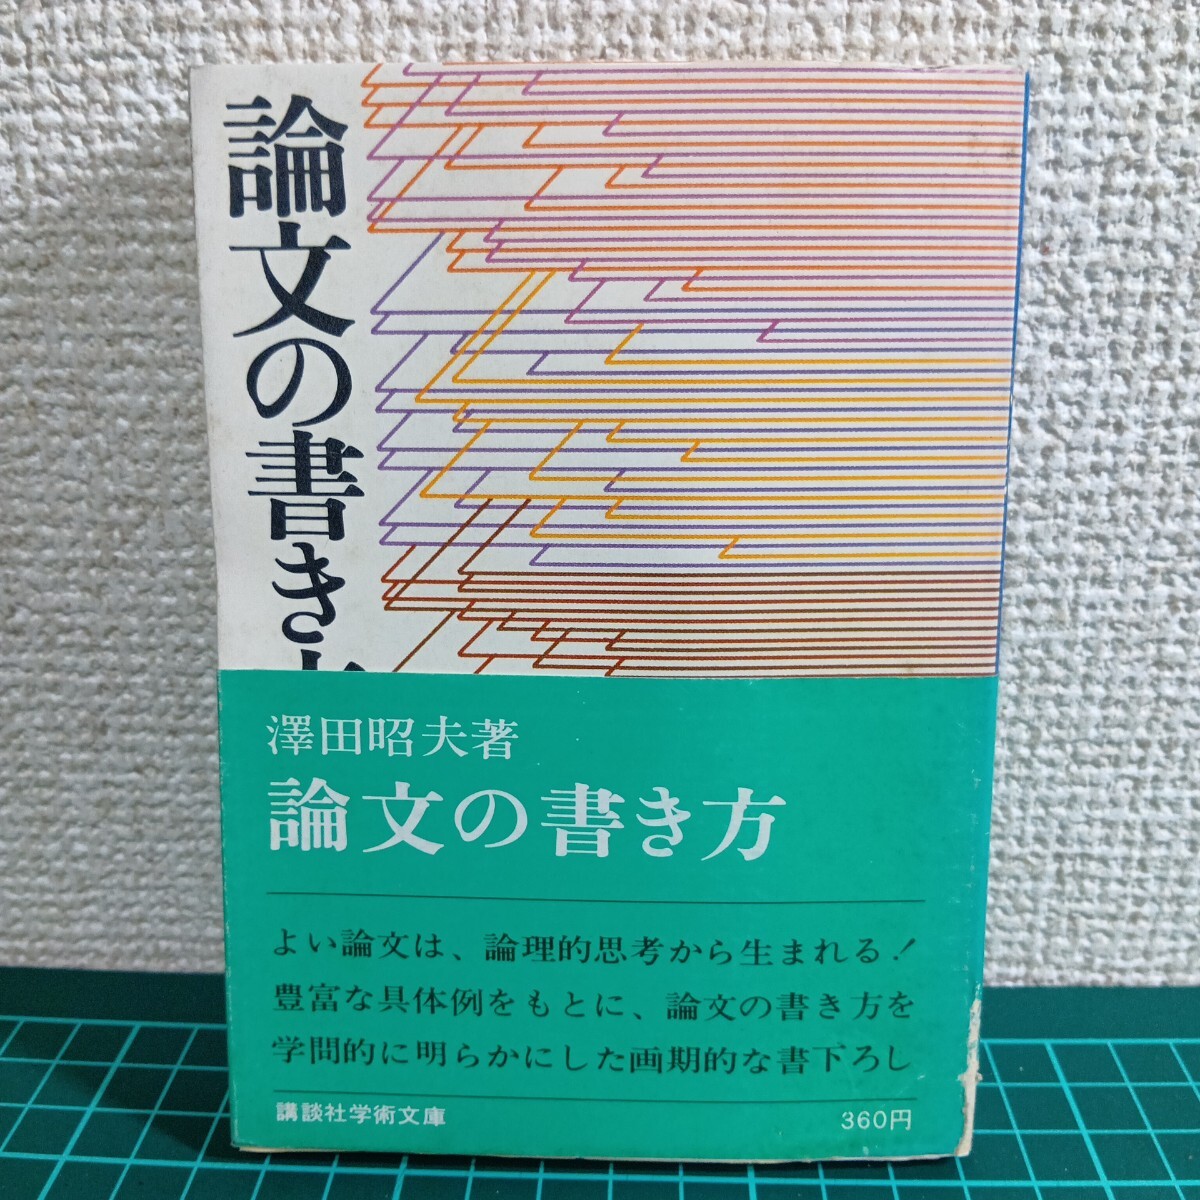 論文の書き方
澤田昭夫著
論文の書き方
よい論文は、論理的思考から生まれる!
豊富な具体例をもとに、論文の書き方を
学問的に明らかにした画期的な書下ろし
講談社学術文庫
360円